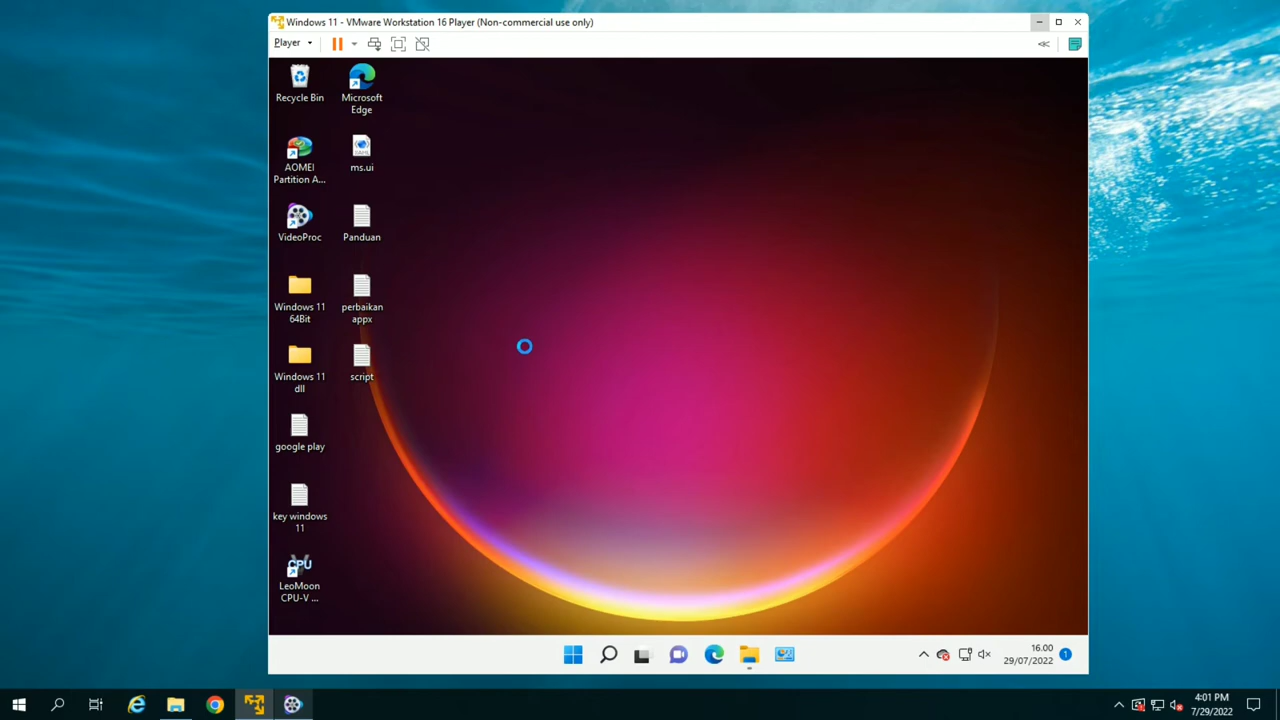 Windows 11 - VMware Workstation 16 Player (Non-commercial use only)
Player
Recycle Bin
Microsoft
Edge
AOMEI
Partition A...
ms.ui
VideoProc
Panduan
Windows 11
64Bit
perbaikan
appx
Windows 11
dll
script
google play
key windows
11
CPU
LeoMoon
CPU-V ...
16.00
29/07/2022
1
4:01 PM
7/29/2022